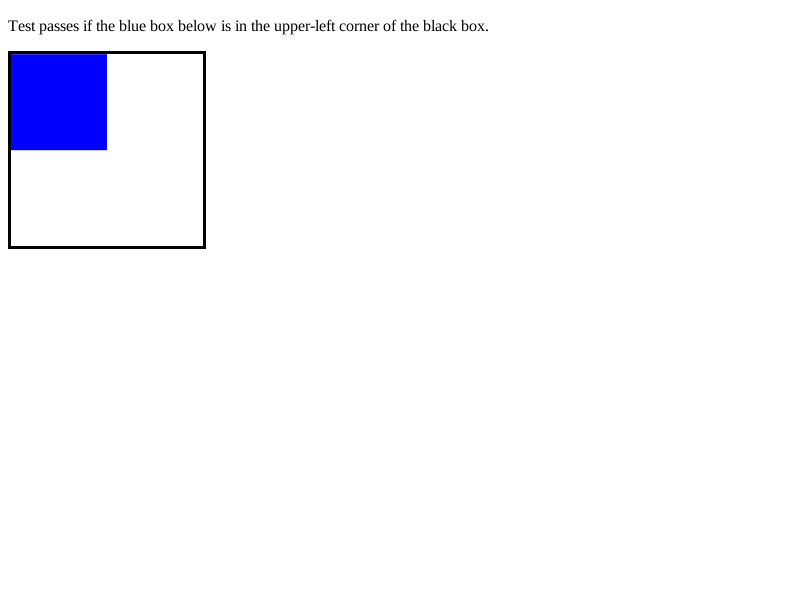 Test passes if the blue box below is in the upper-left corner of the black box.